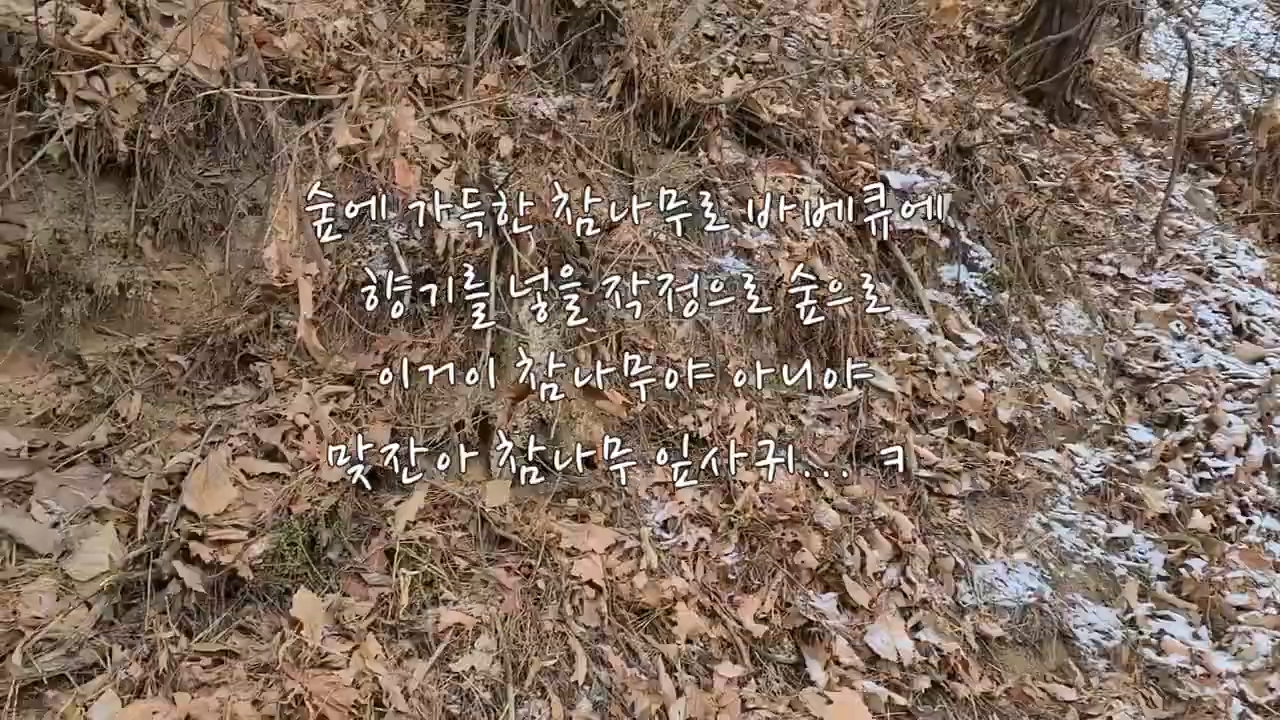 숲에 가득한 참나무로 바베큐에
향기를 넣을 작정으로 숲으로
이거이 참나무야 아니야
맞잔아 참나무 잎사귀... ㅋ